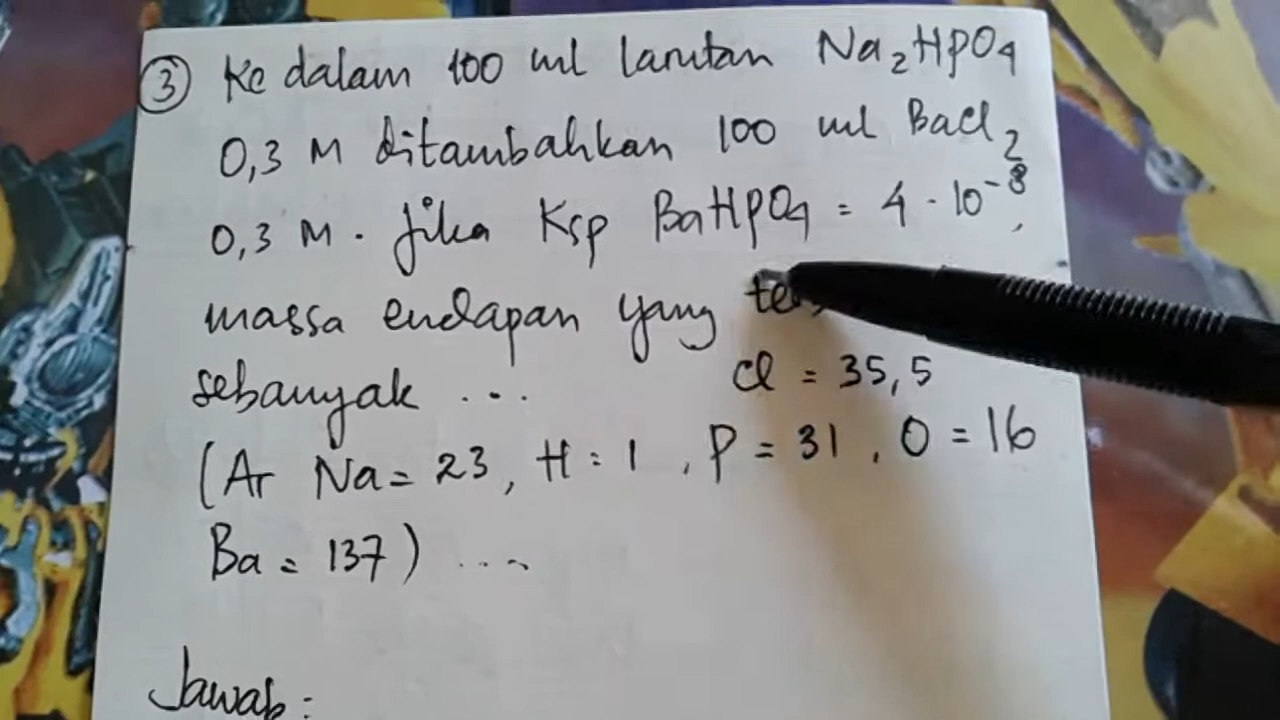 ③ Ke dalam 100 ml larutan Na₂HPO₄
0,3 M ditambahkan 100 ml BaCl₂
0,3 M. Jika Ksp BaHPO₄ = 4 · 10⁻⁸,
massa endapan yang
sebanyak ... Cl = 35,5
(Ar Na = 23, H = 1, P = 31, O = 16
Ba = 137) ....
Jawab :